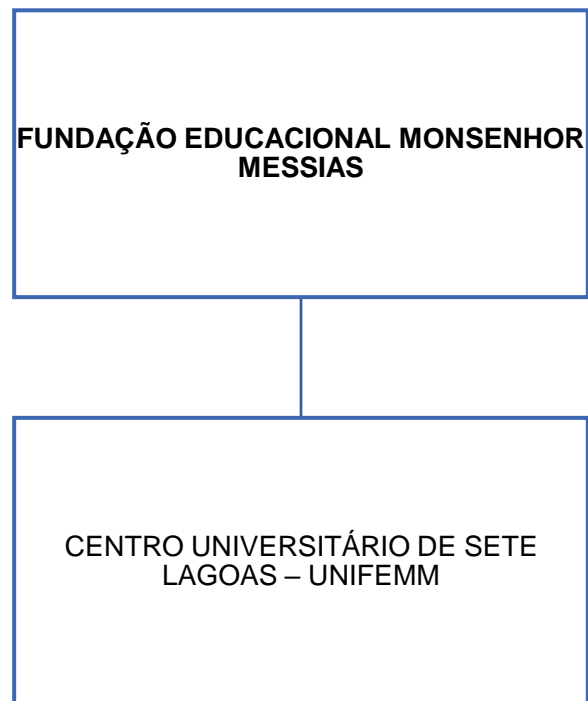 FUNDAÇÃO EDUCACIONAL MONSENHOR
MESSIAS
CENTRO UNIVERSITÁRIO DE SETE
LAGOAS – UNIFEMM